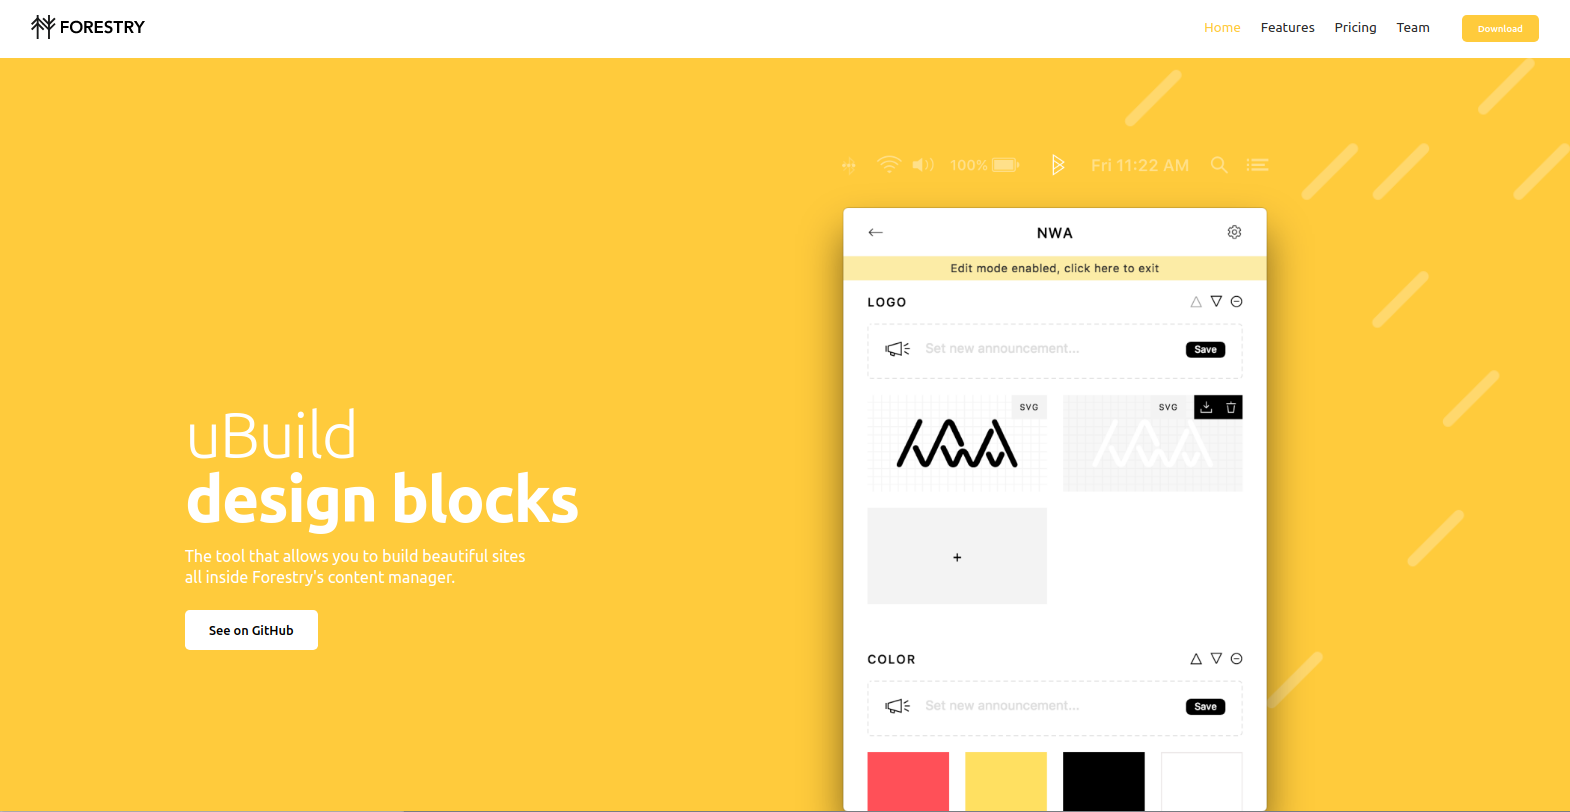 FORESTRY
Home Features Pricing Team Download
100% Fri 11:22 AM
NWA
Edit mode enabled, click here to exit
LOGO
Set new announcement... Save
SVG SVG
+
uBuild
design blocks
The tool that allows you to build beautiful sites
all inside Forestry's content manager.
See on GitHub
COLOR
Set new announcement... Save